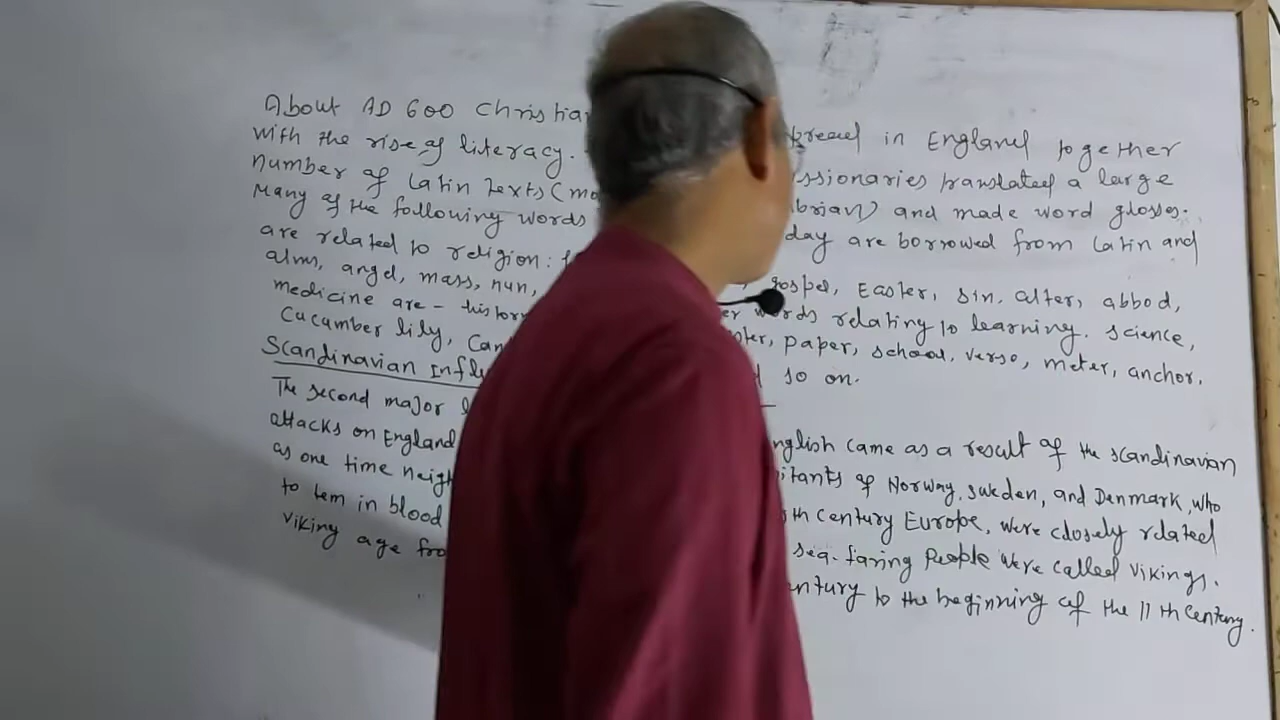 About AD 600 Christia preaeel in England together
with the rise of literacy. ssionaries translated a large
number of Latin texts (mo brian) and made word glosses.
Many of the following words day are borrowed from Latin and
are related to religion: gospel, Easter, sin, alter, abbod,
alms, angel, mass, nun, er words relating to learning. science,
medicine are - histor pter, paper, school, verse, meter, anchor,
Cucumber lily, Can d so on.
Scandinavian Influ
The second major l nglish came as a result of the Scandinavian
attacks on England itants of Norway, Sweden, and Denmark, who
as one time neigh th century Europe, were closely related
to tem in blood sea-faring people were called Vikings.
Viking age fro entury to the beginning of the 11th Century.